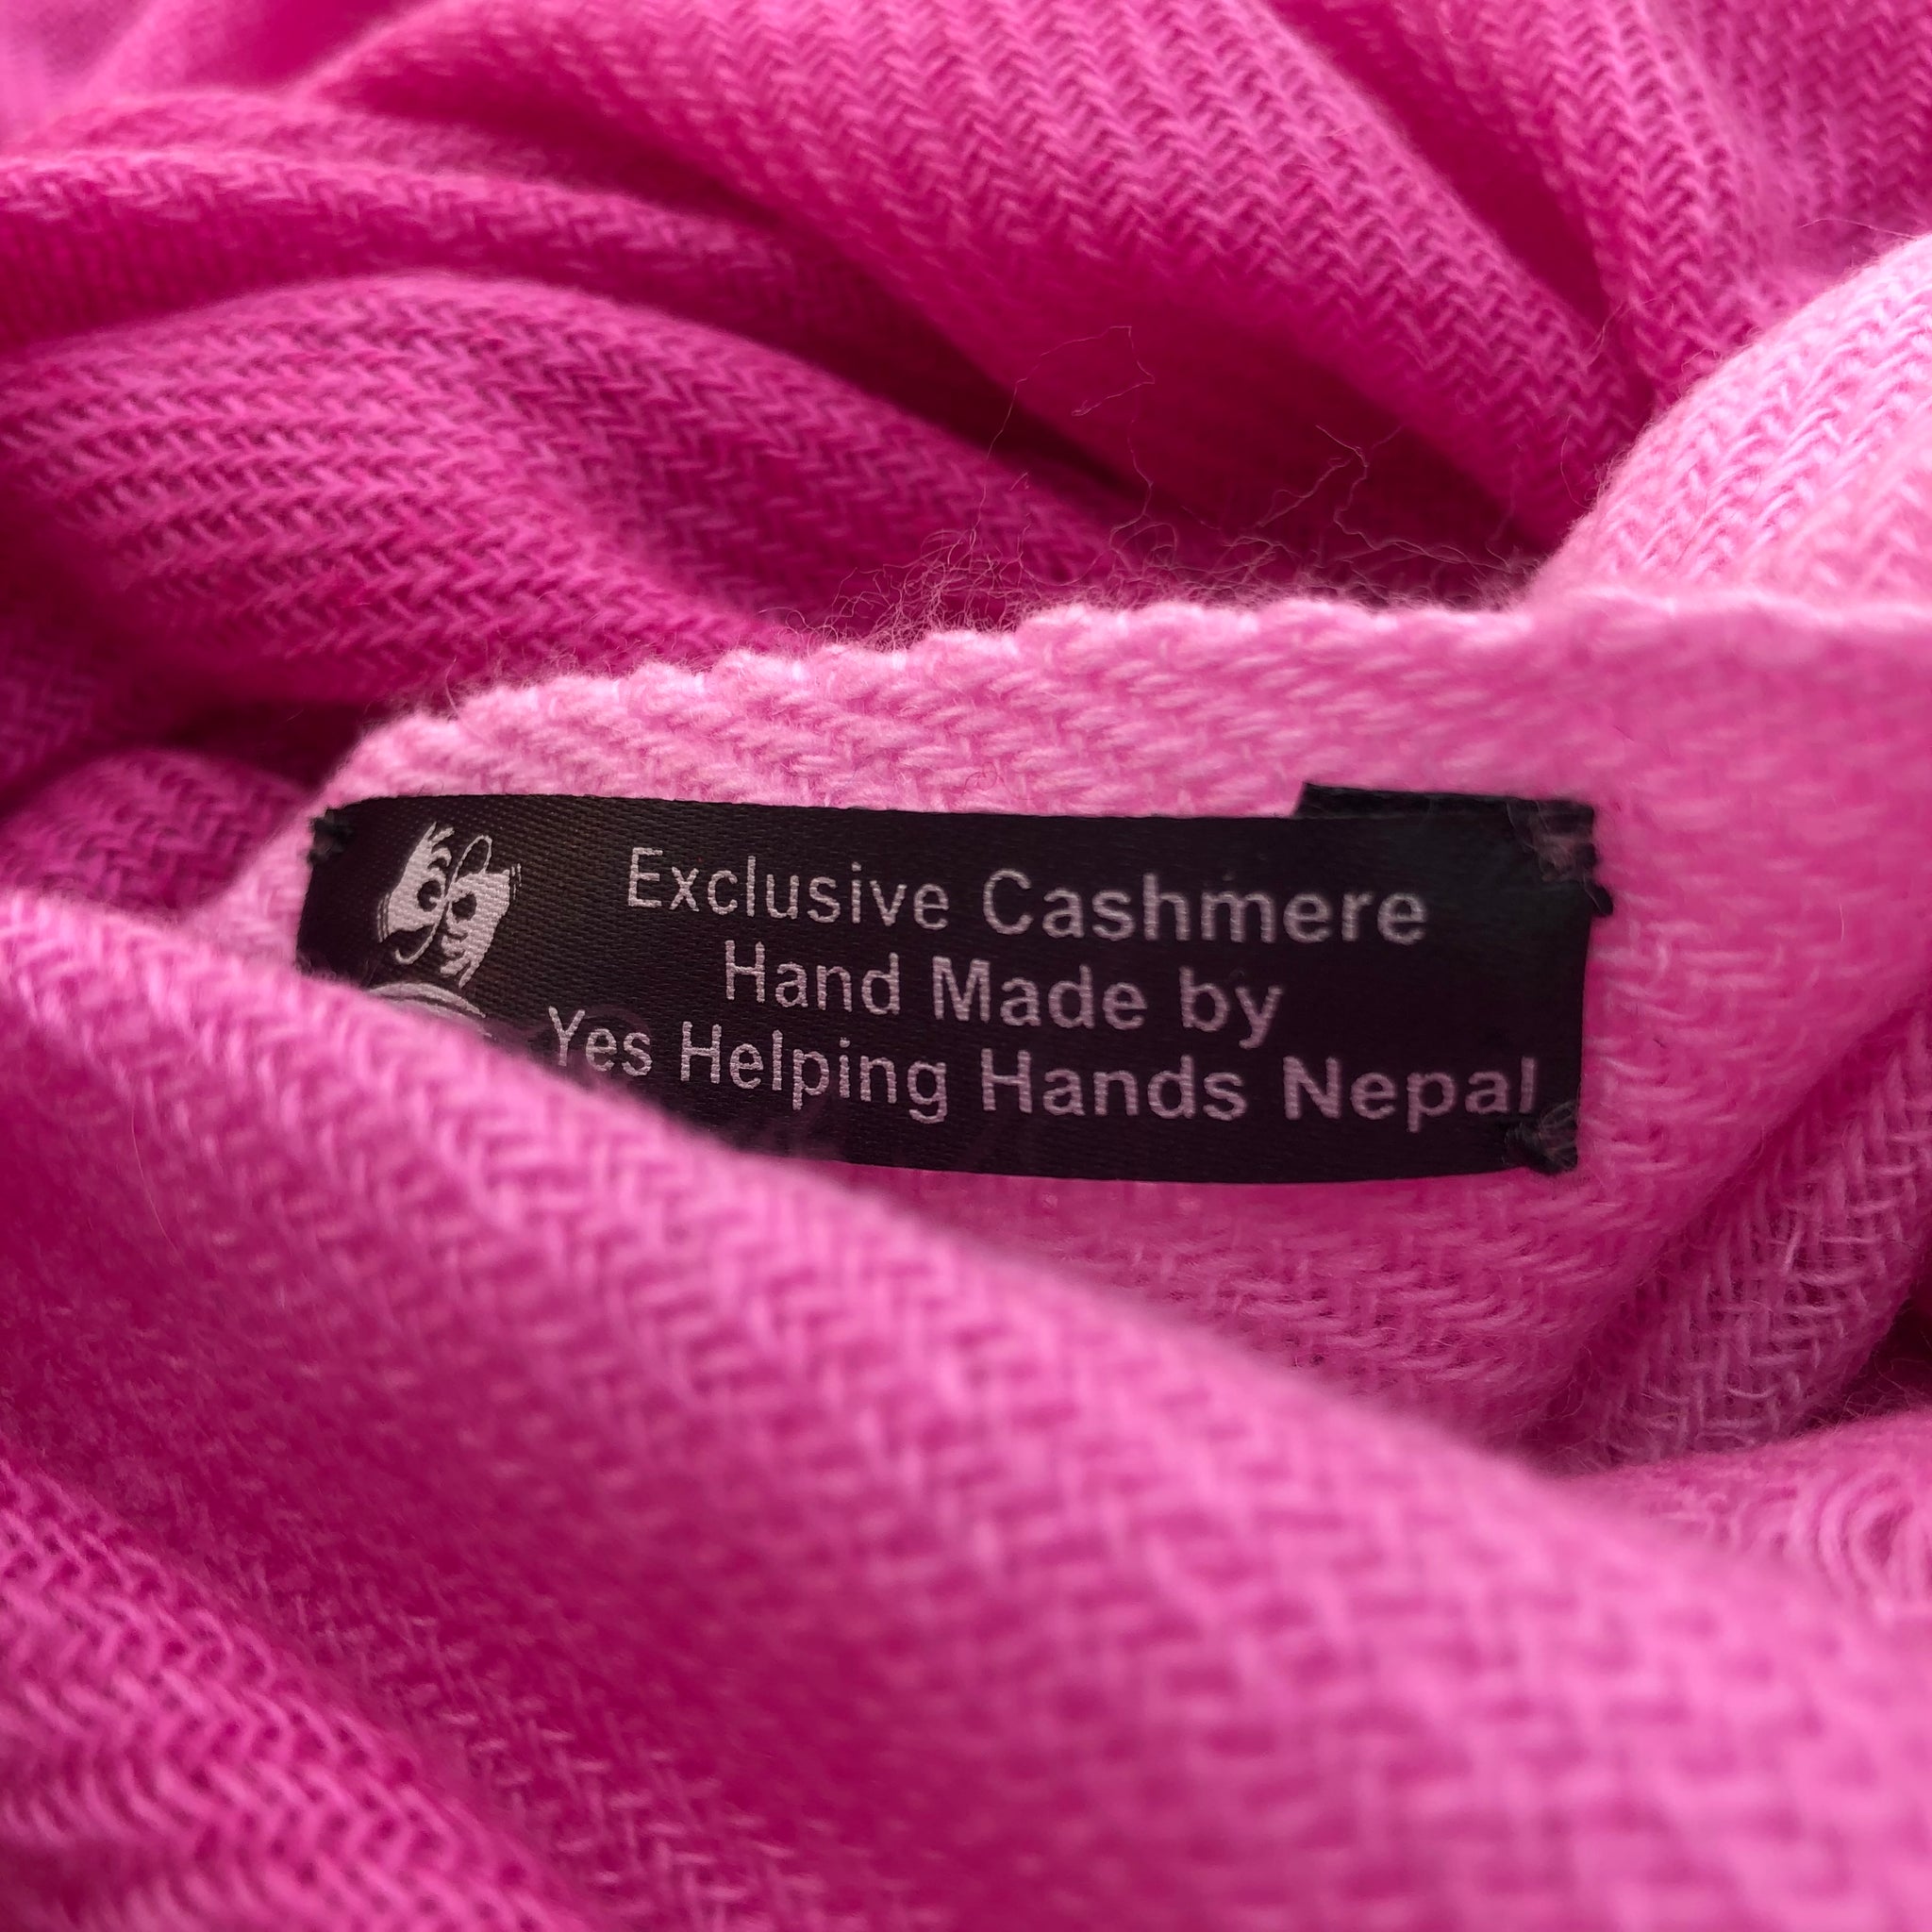 Exclusive Cashmere
Hand Made by
Yes Helping Hands Nepal